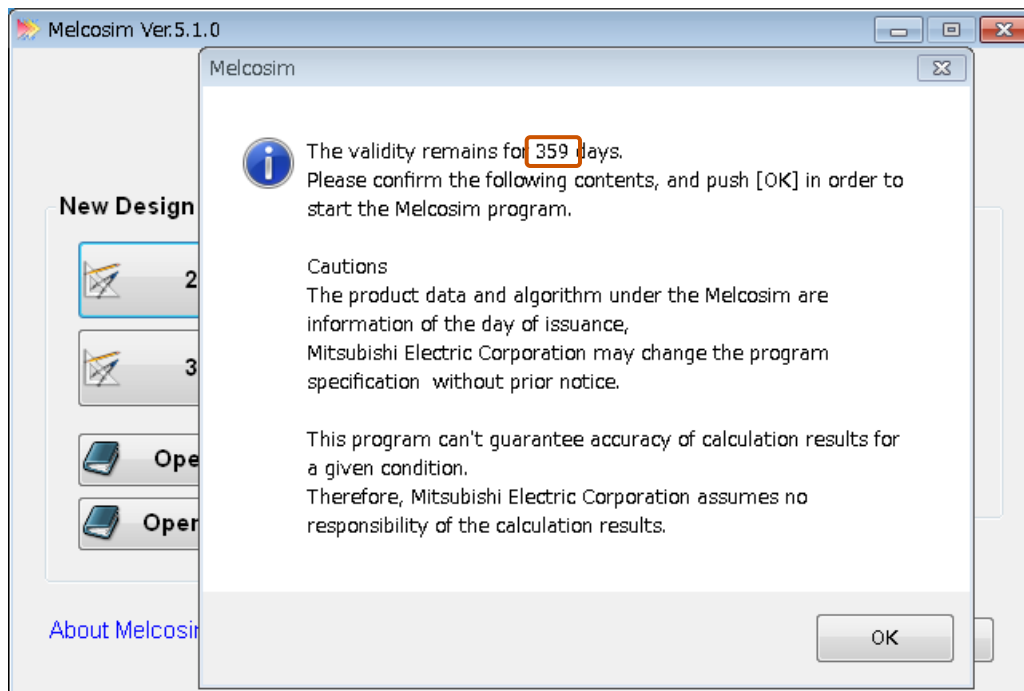 Melcosim Ver.5.1.0
Melcosim
The validity remains for 359 days.
Please confirm the following contents, and push [OK] in order to
start the Melcosim program.
Cautions
The product data and algorithm under the Melcosim are
information of the day of issuance,
Mitsubishi Electric Corporation may change the program
specification  without prior notice.
This program can't guarantee accuracy of calculation results for
a given condition.
Therefore, Mitsubishi Electric Corporation assumes no
responsibility of the calculation results.
OK
New Design
2
3
Ope
Oper
About Melcosi